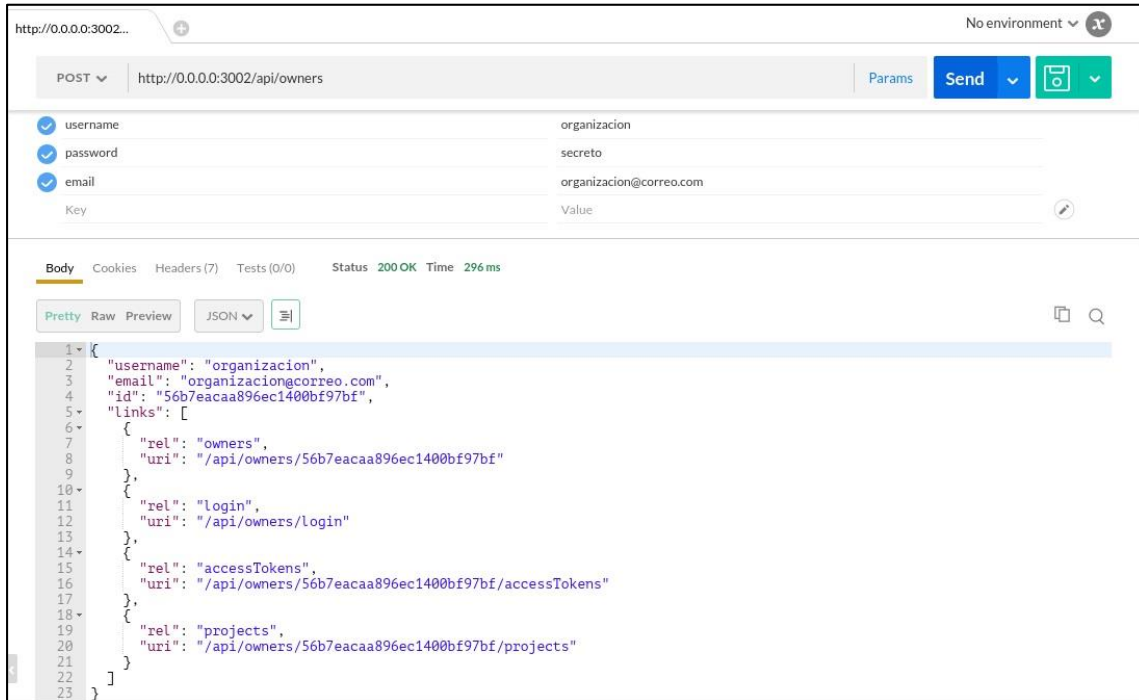 http://0.0.0.0:3002...
No environment
POST http://0.0.0.0:3002/api/owners Params Send
username organizacion
password secreto
email organizacion@correo.com
Key Value
Body Cookies Headers (7) Tests (0/0) Status 200 OK Time 296 ms
Pretty Raw Preview JSON
1 {
2 "username": "organizacion",
3 "email": "organizacion@correo.com",
4 "id": "56b7eacaa896ec1400bf97bf",
5 "links": [
6 {
7 "rel": "owners",
8 "uri": "/api/owners/56b7eacaa896ec1400bf97bf"
9 },
10 {
11 "rel": "login",
12 "uri": "/api/owners/login"
13 },
14 {
15 "rel": "accessTokens",
16 "uri": "/api/owners/56b7eacaa896ec1400bf97bf/accessTokens"
17 },
18 {
19 "rel": "projects",
20 "uri": "/api/owners/56b7eacaa896ec1400bf97bf/projects"
21 }
22 ]
23 }